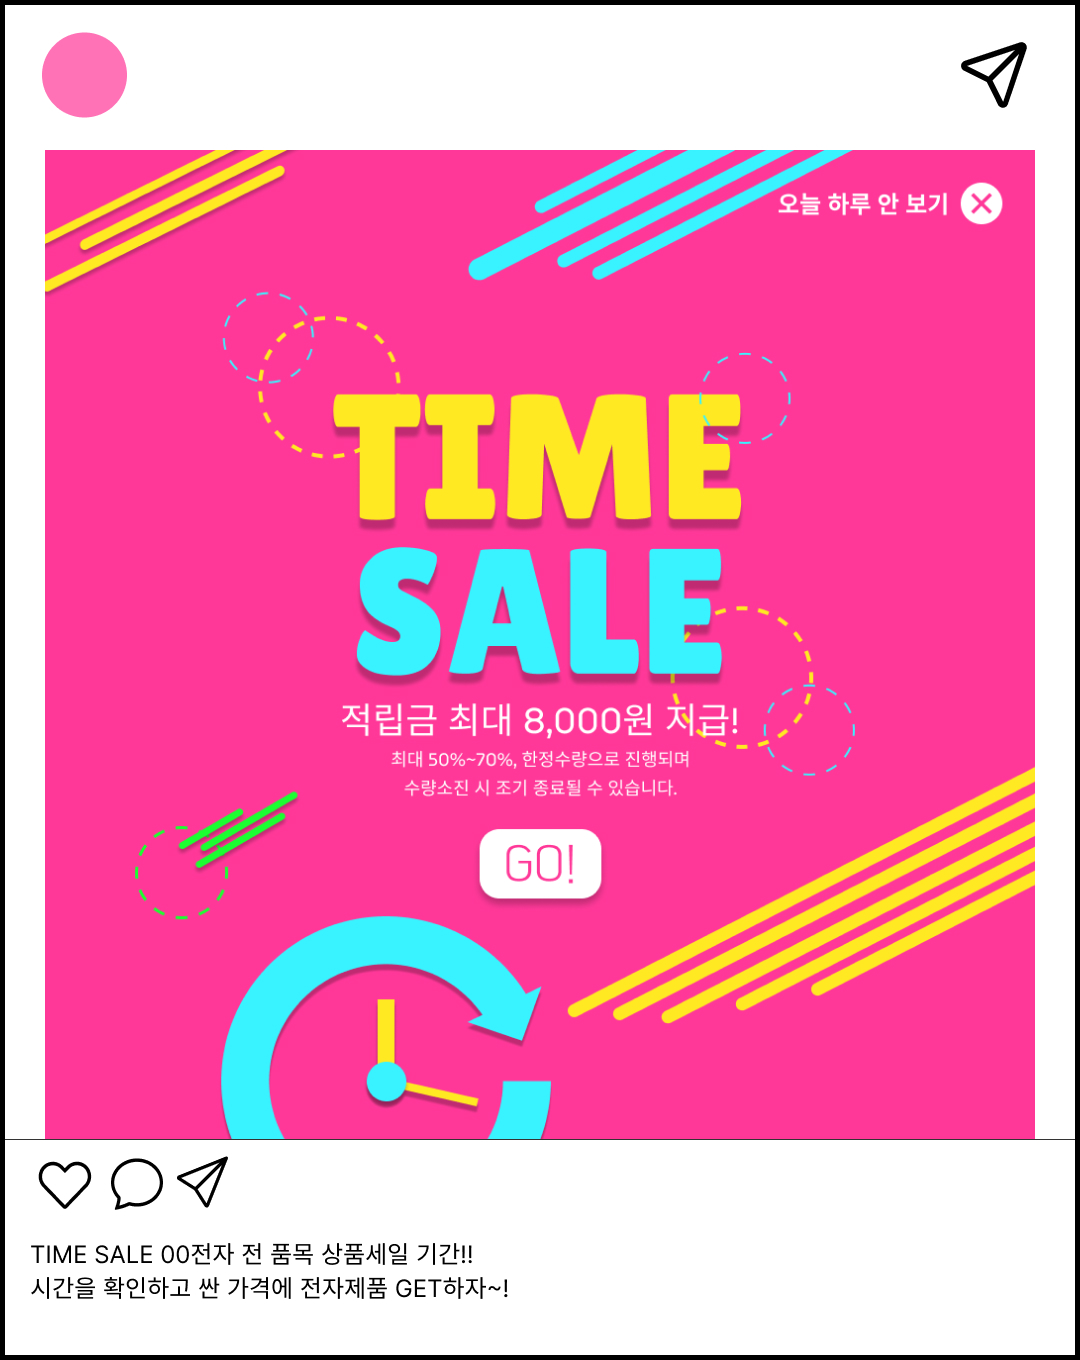 오늘 하루 안 보기
TIME
SALE
적립금 최대 8,000원 지급!
최대 50%~70%, 한정수량으로 진행되며
수량소진 시 조기 종료될 수 있습니다.
GO!
TIME SALE 00전자 전 품목 상품세일 기간!!
시간을 확인하고 싼 가격에 전자제품 GET하자~!